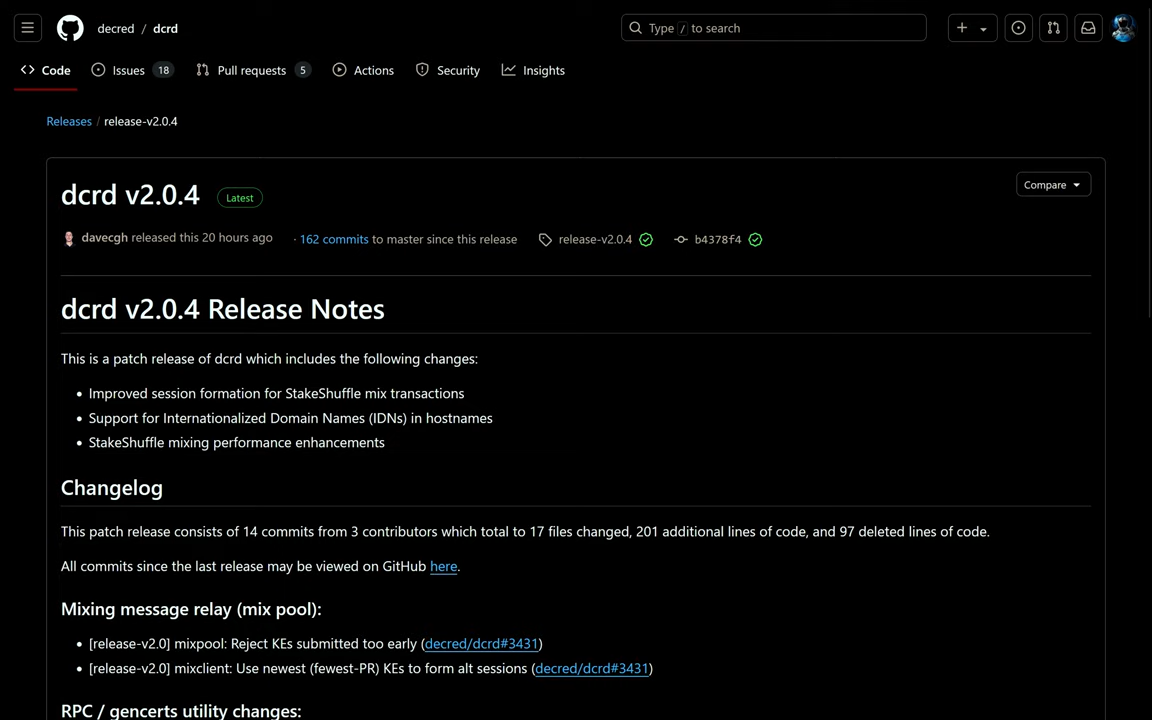 decred / dcrd
Type / to search
Code Issues 18 Pull requests 5 Actions Security Insights
Releases / release-v2.0.4
dcrd v2.0.4 Latest
Compare
davecgh released this 20 hours ago · 162 commits to master since this release release-v2.0.4 b4378f4
dcrd v2.0.4 Release Notes
This is a patch release of dcrd which includes the following changes:
• Improved session formation for StakeShuffle mix transactions
• Support for Internationalized Domain Names (IDNs) in hostnames
• StakeShuffle mixing performance enhancements
Changelog
This patch release consists of 14 commits from 3 contributors which total to 17 files changed, 201 additional lines of code, and 97 deleted lines of code.
All commits since the last release may be viewed on GitHub here.
Mixing message relay (mix pool):
• [release-v2.0] mixpool: Reject KEs submitted too early (decred/dcrd#3431)
• [release-v2.0] mixclient: Use newest (fewest-PR) KEs to form alt sessions (decred/dcrd#3431)
RPC / gencerts utility changes: